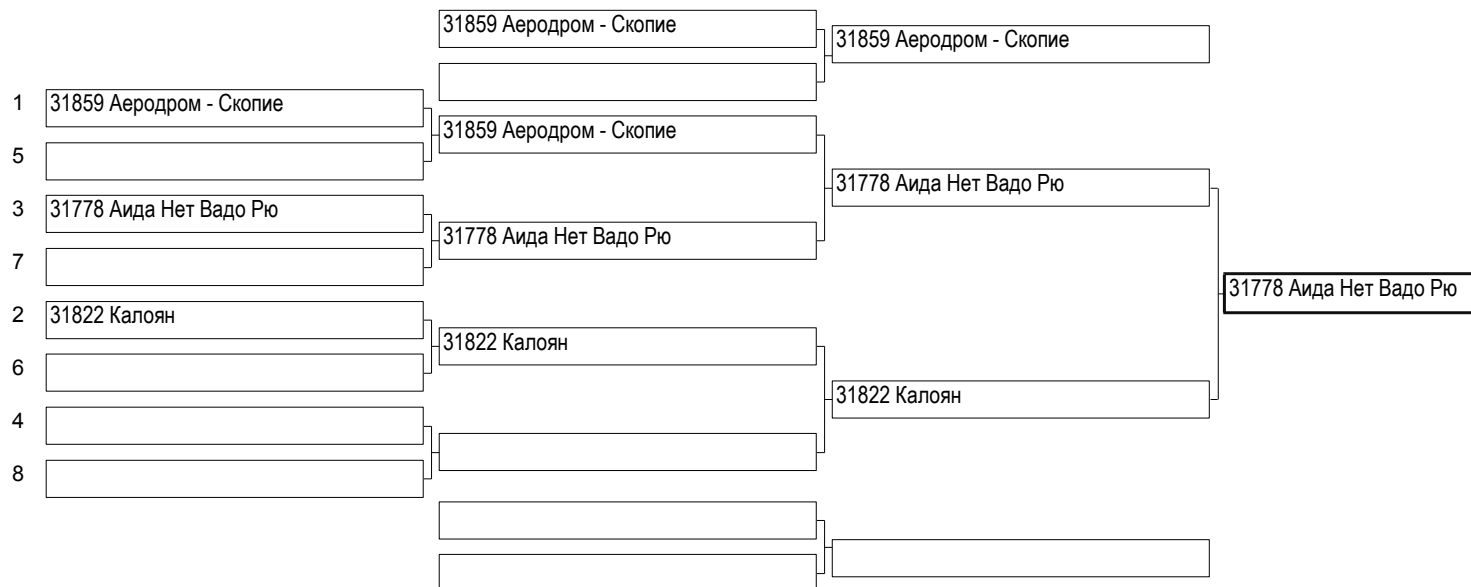 31859 Аеродром - Скопие
31859 Аеродром - Скопие
1 31859 Аеродром - Скопие
31859 Аеродром - Скопие
5
31778 Аида Нет Вадо Рю
3 31778 Аида Нет Вадо Рю
31778 Аида Нет Вадо Рю
7
31778 Аида Нет Вадо Рю
2 31822 Калоян
31822 Калоян
6
31822 Калоян
4
8